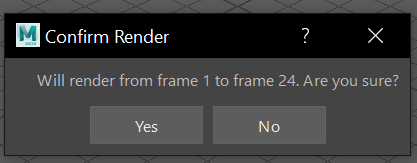 M
Confirm Render
?
Will render from frame 1 to frame 24. Are you sure?
Yes
No